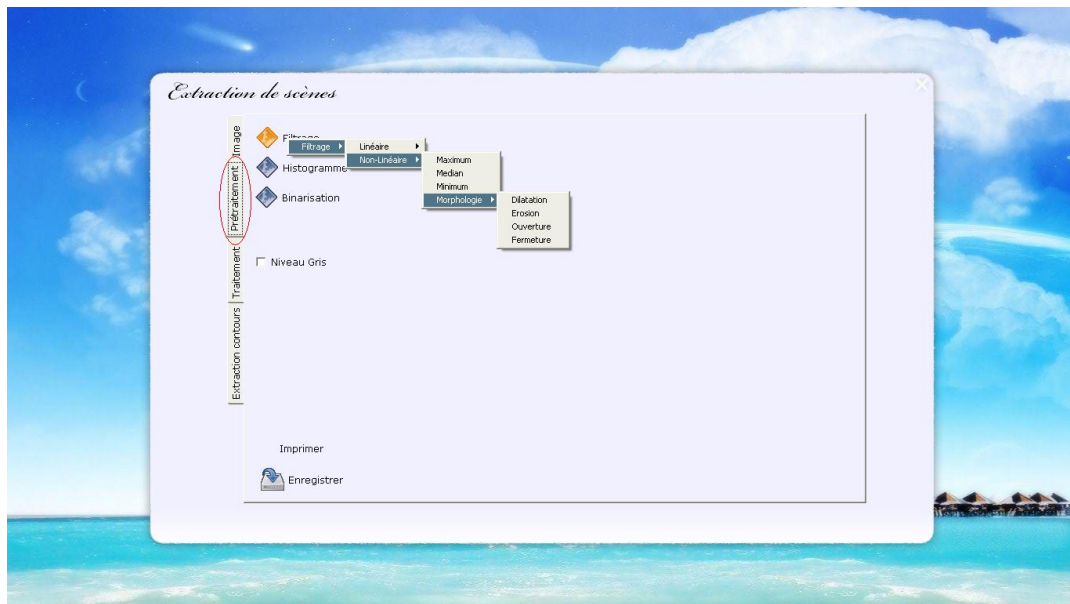 Extraction de scènes
Image
Prétraitement
Traitement
Extraction contours
Filtrage
Histogramme
Binarisation
Niveau Gris
Imprimer
Enregistrer
Filtrage
Linéaire
Non-Linéaire
Maximum
Median
Minimum
Morphologie
Dilatation
Erosion
Ouverture
Fermeture